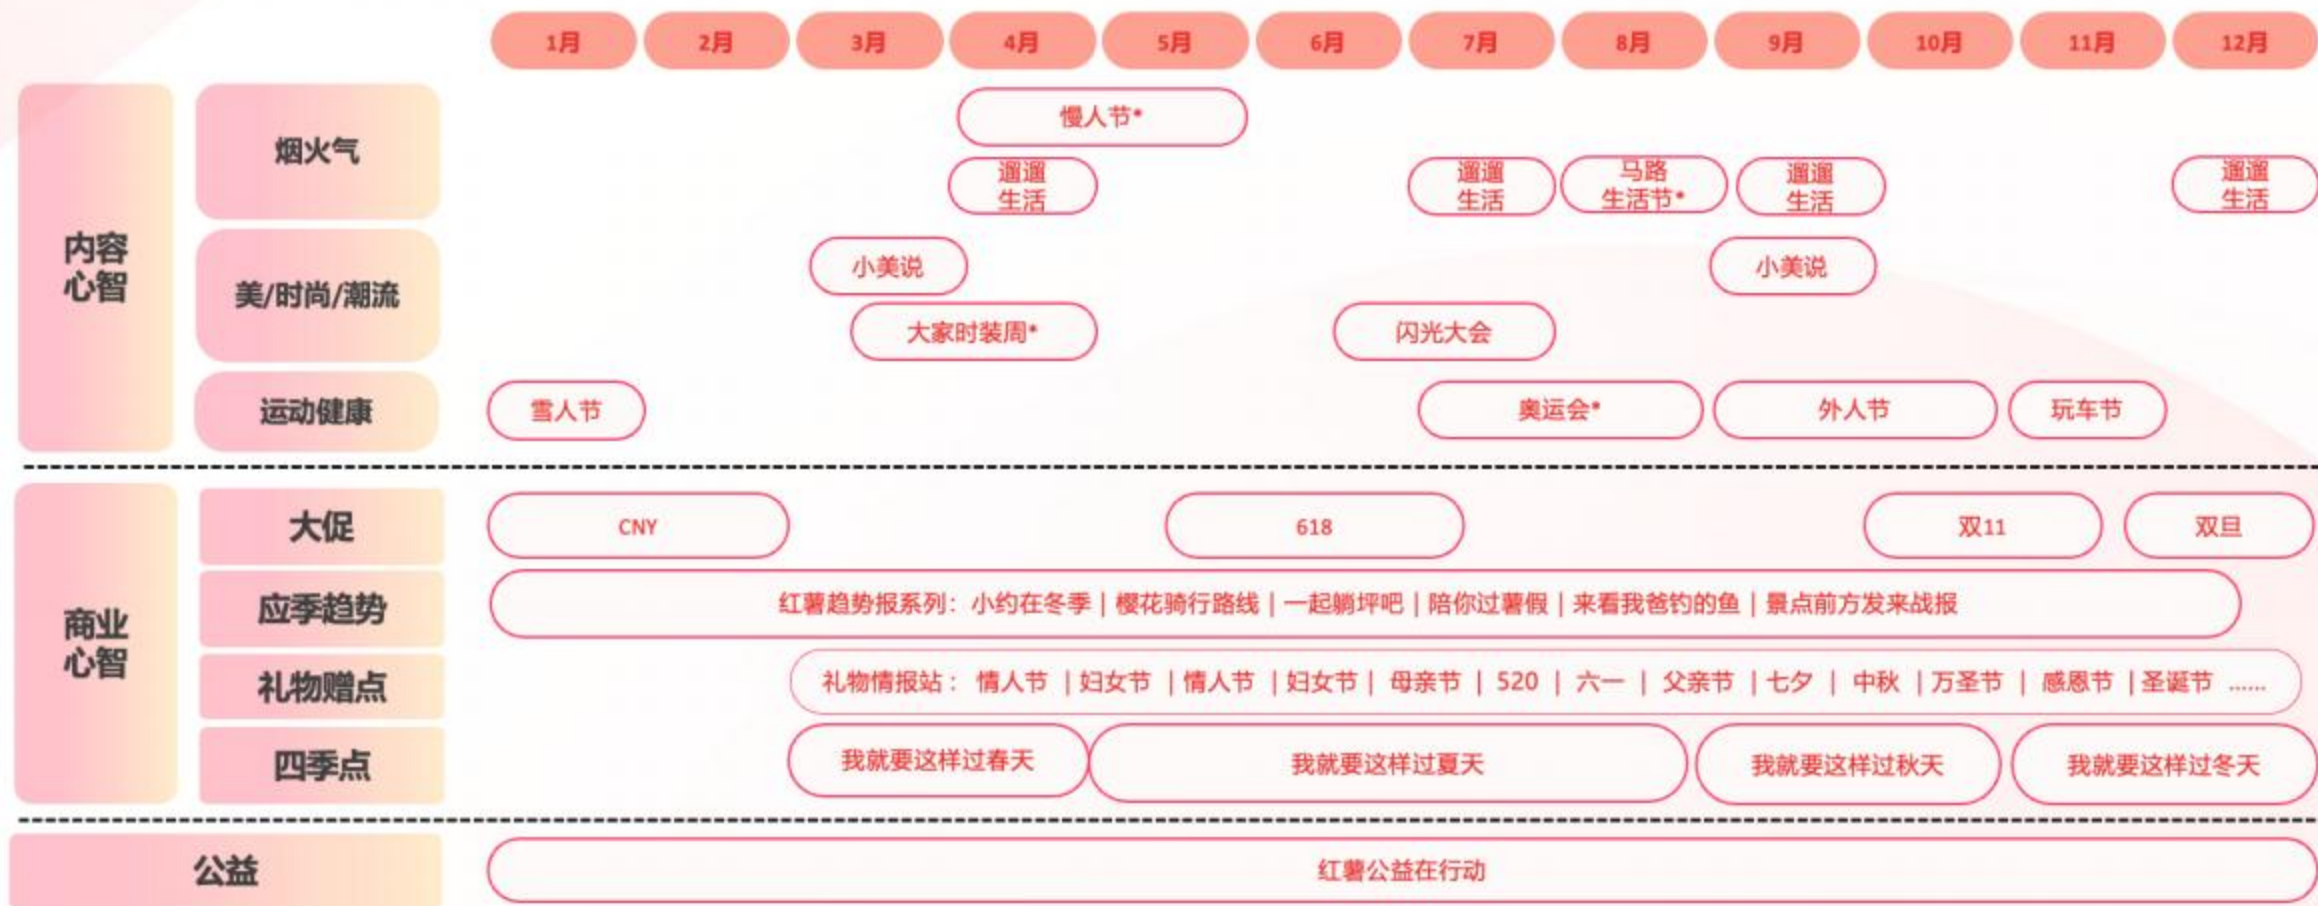 1月 2月 3月 4月 5月 6月 7月 8月 9月 10月 11月 12月
内容
心智
烟火气
慢人节*
遛遛
生活
遛遛
生活
马路
生活节*
遛遛
生活
遛遛
生活
美/时尚/潮流
小美说
小美说
大家时装周*
闪光大会
运动健康
雪人节
奥运会*
外人节
玩车节
商业
心智
大促
CNY
618
双11
双旦
应季趋势
红薯趋势报系列：小约在冬季 | 樱花骑行路线 | 一起躺坪吧 | 陪你过薯假 | 来看我爸钓的鱼 | 景点前方发来战报
礼物赠点
礼物情报站： 情人节 | 妇女节 | 情人节 | 妇女节 | 母亲节 | 520 | 六一 | 父亲节 | 七夕 | 中秋 | 万圣节 | 感恩节 | 圣诞节 ……
四季点
我就要这样过春天
我就要这样过夏天
我就要这样过秋天
我就要这样过冬天
公益
红薯公益在行动